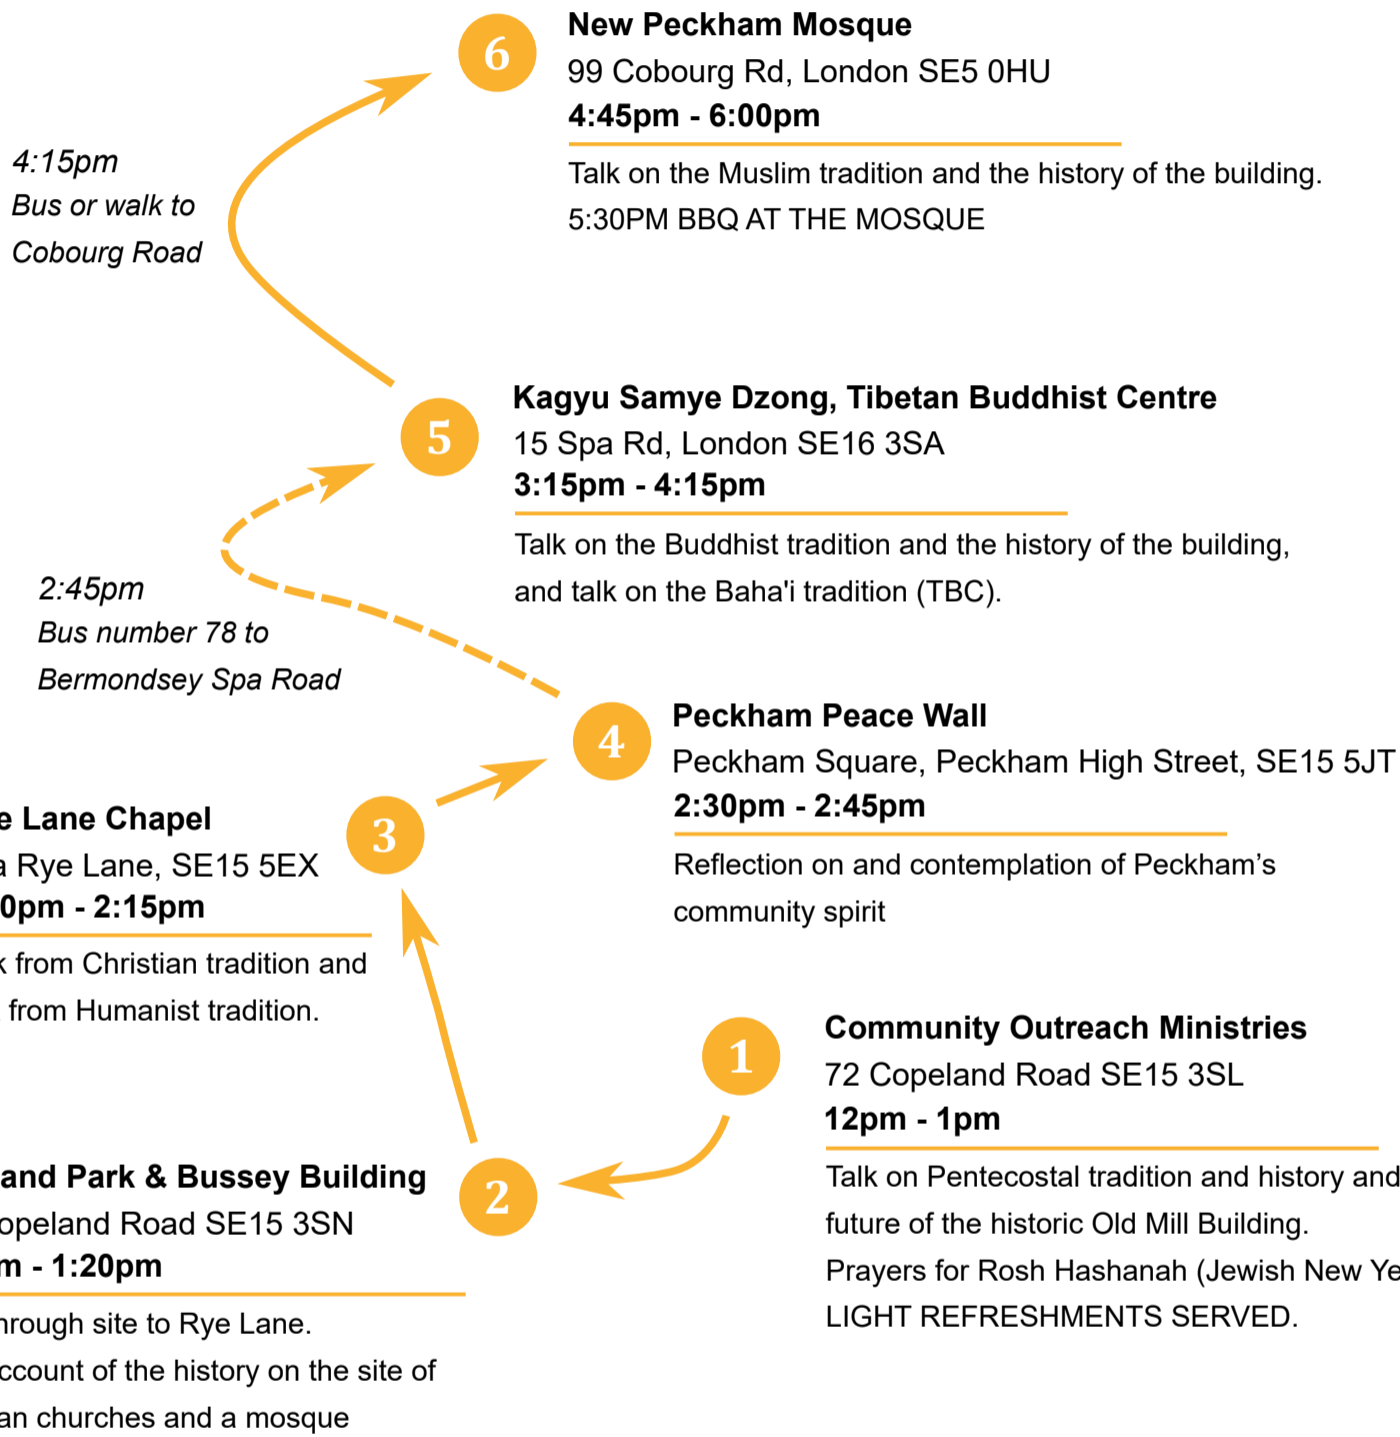 6
New Peckham Mosque
99 Cobourg Rd, London SE5 0HU
4:45pm - 6:00pm
Talk on the Muslim tradition and the history of the building.
5:30PM BBQ AT THE MOSQUE
4:15pm
Bus or walk to
Cobourg Road
5
Kagyu Samye Dzong, Tibetan Buddhist Centre
15 Spa Rd, London SE16 3SA
3:15pm - 4:15pm
Talk on the Buddhist tradition and the history of the building,
and talk on the Baha'i tradition (TBC).
2:45pm
Bus number 78 to
Bermondsey Spa Road
4
Peckham Peace Wall
Peckham Square, Peckham High Street, SE15 5JT
2:30pm - 2:45pm
Reflection on and contemplation of Peckham’s
community spirit
3
Lane Chapel
Rye Lane, SE15 5EX
0pm - 2:15pm
from Christian tradition and
from Humanist tradition.
1
Community Outreach Ministries
72 Copeland Road SE15 3SL
12pm - 1pm
Talk on Pentecostal tradition and history and
future of the historic Old Mill Building.
Prayers for Rosh Hashanah (Jewish New Ye
LIGHT REFRESHMENTS SERVED.
2
and Park & Bussey Building
opeland Road SE15 3SN
m - 1:20pm
hrough site to Rye Lane.
ccount of the history on the site of
an churches and a mosque